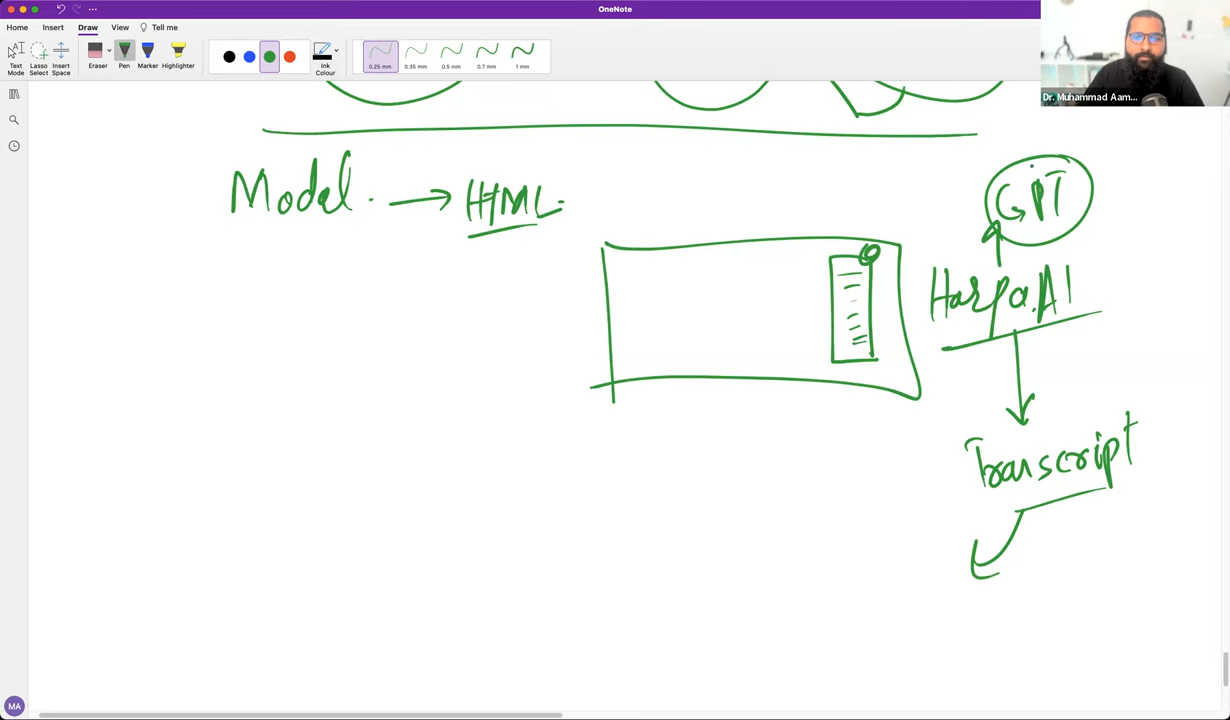 OneNote
Home Insert Draw View Tell me
Text Mode
Lasso Select
Insert Space
Eraser
Pen
Marker
Highlighter
Ink Colour
0.25 mm
0.35 mm
0.5 mm
0.7 mm
1 mm
Dr. Muhammad Aam...
Model. → HTML.
GPT
Harpa.AI
Transcript
MA